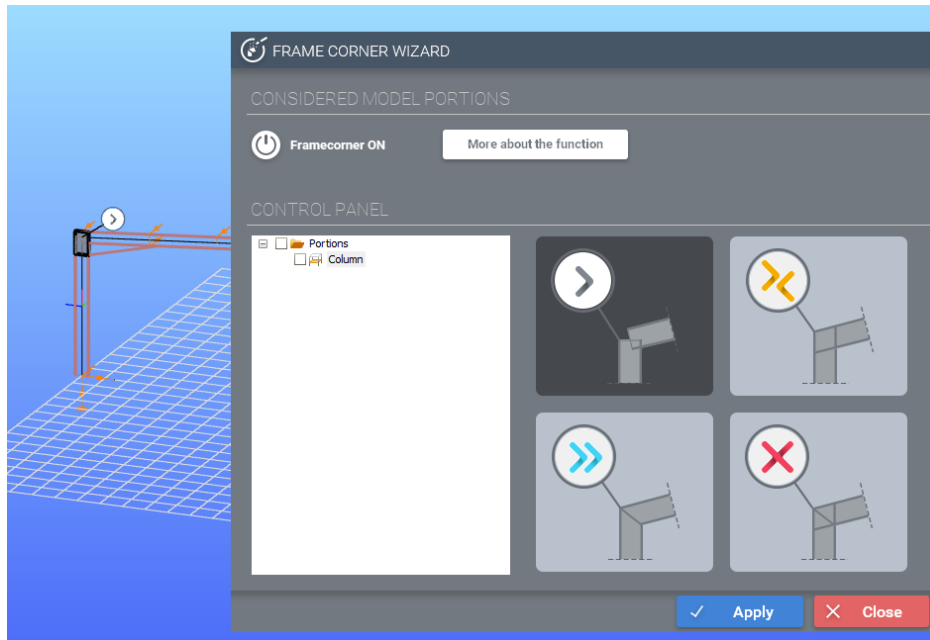 FRAME CORNER WIZARD
CONSIDERED MODEL PORTIONS
Framecorner ON
More about the function
CONTROL PANEL
Portions
Column
Apply
Close